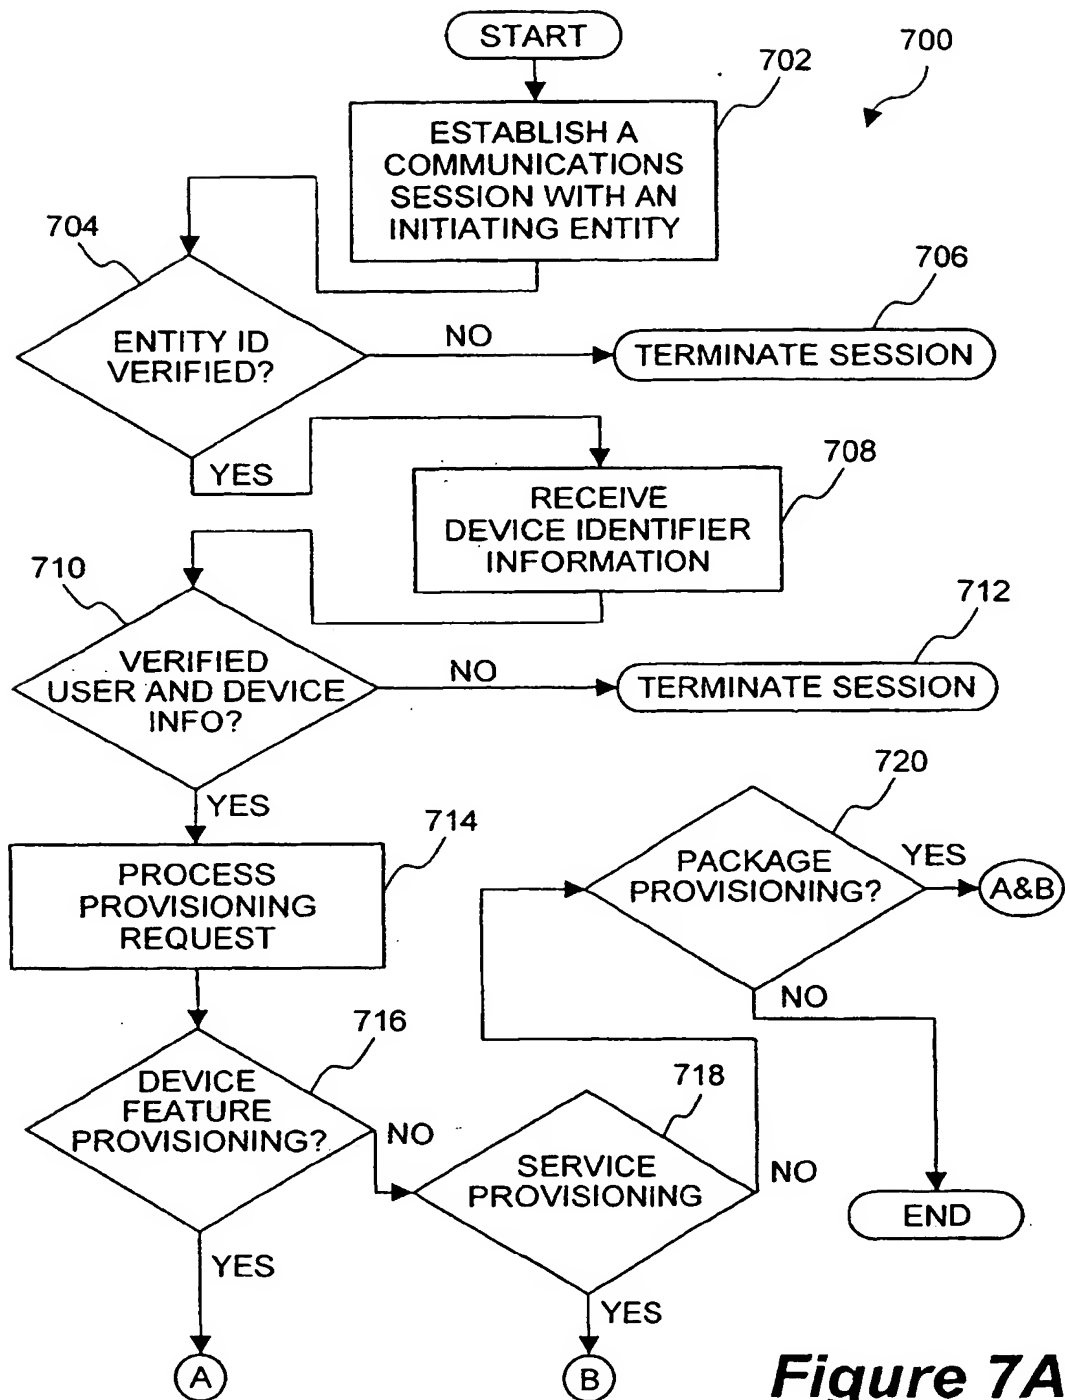 START
700
702
ESTABLISH A
COMMUNICATIONS
SESSION WITH AN
INITIATING ENTITY
704
706
ENTITY ID
VERIFIED?
NO
TERMINATE SESSION
YES
708
RECEIVE
DEVICE IDENTIFIER
INFORMATION
710
712
VERIFIED
USER AND DEVICE
INFO?
NO
TERMINATE SESSION
YES
714
PROCESS
PROVISIONING
REQUEST
720
PACKAGE
PROVISIONING?
YES
A&B
NO
716
DEVICE
FEATURE
PROVISIONING?
NO
718
SERVICE
PROVISIONING
NO
END
YES
YES
A
B
Figure 7A